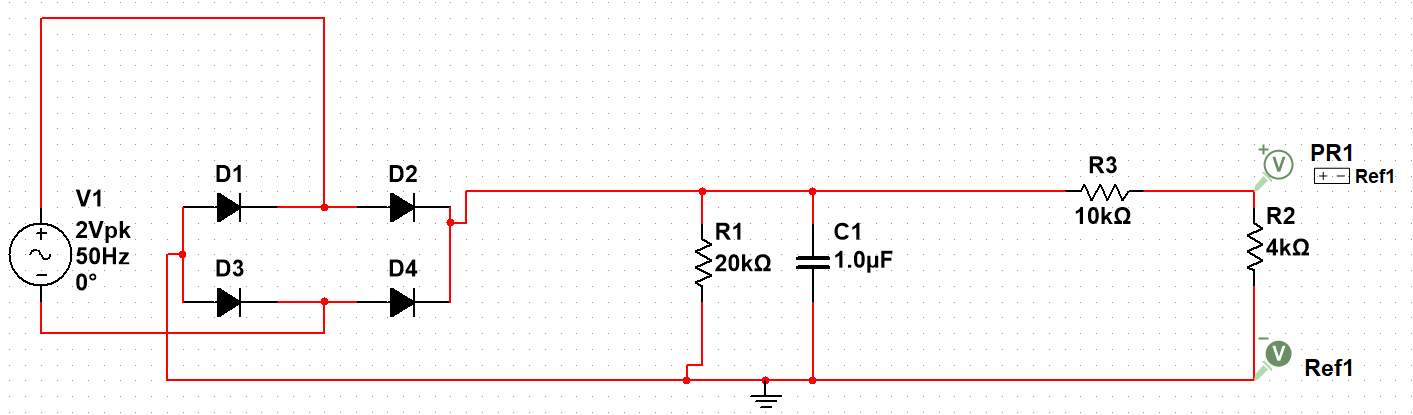 D1
D2
V1
2Vpk
50Hz
0°
D3
D4
R1
20kΩ
C1
1.0µF
R3
10kΩ
+
V
PR1
+ -
Ref1
R2
4kΩ
-
V
Ref1